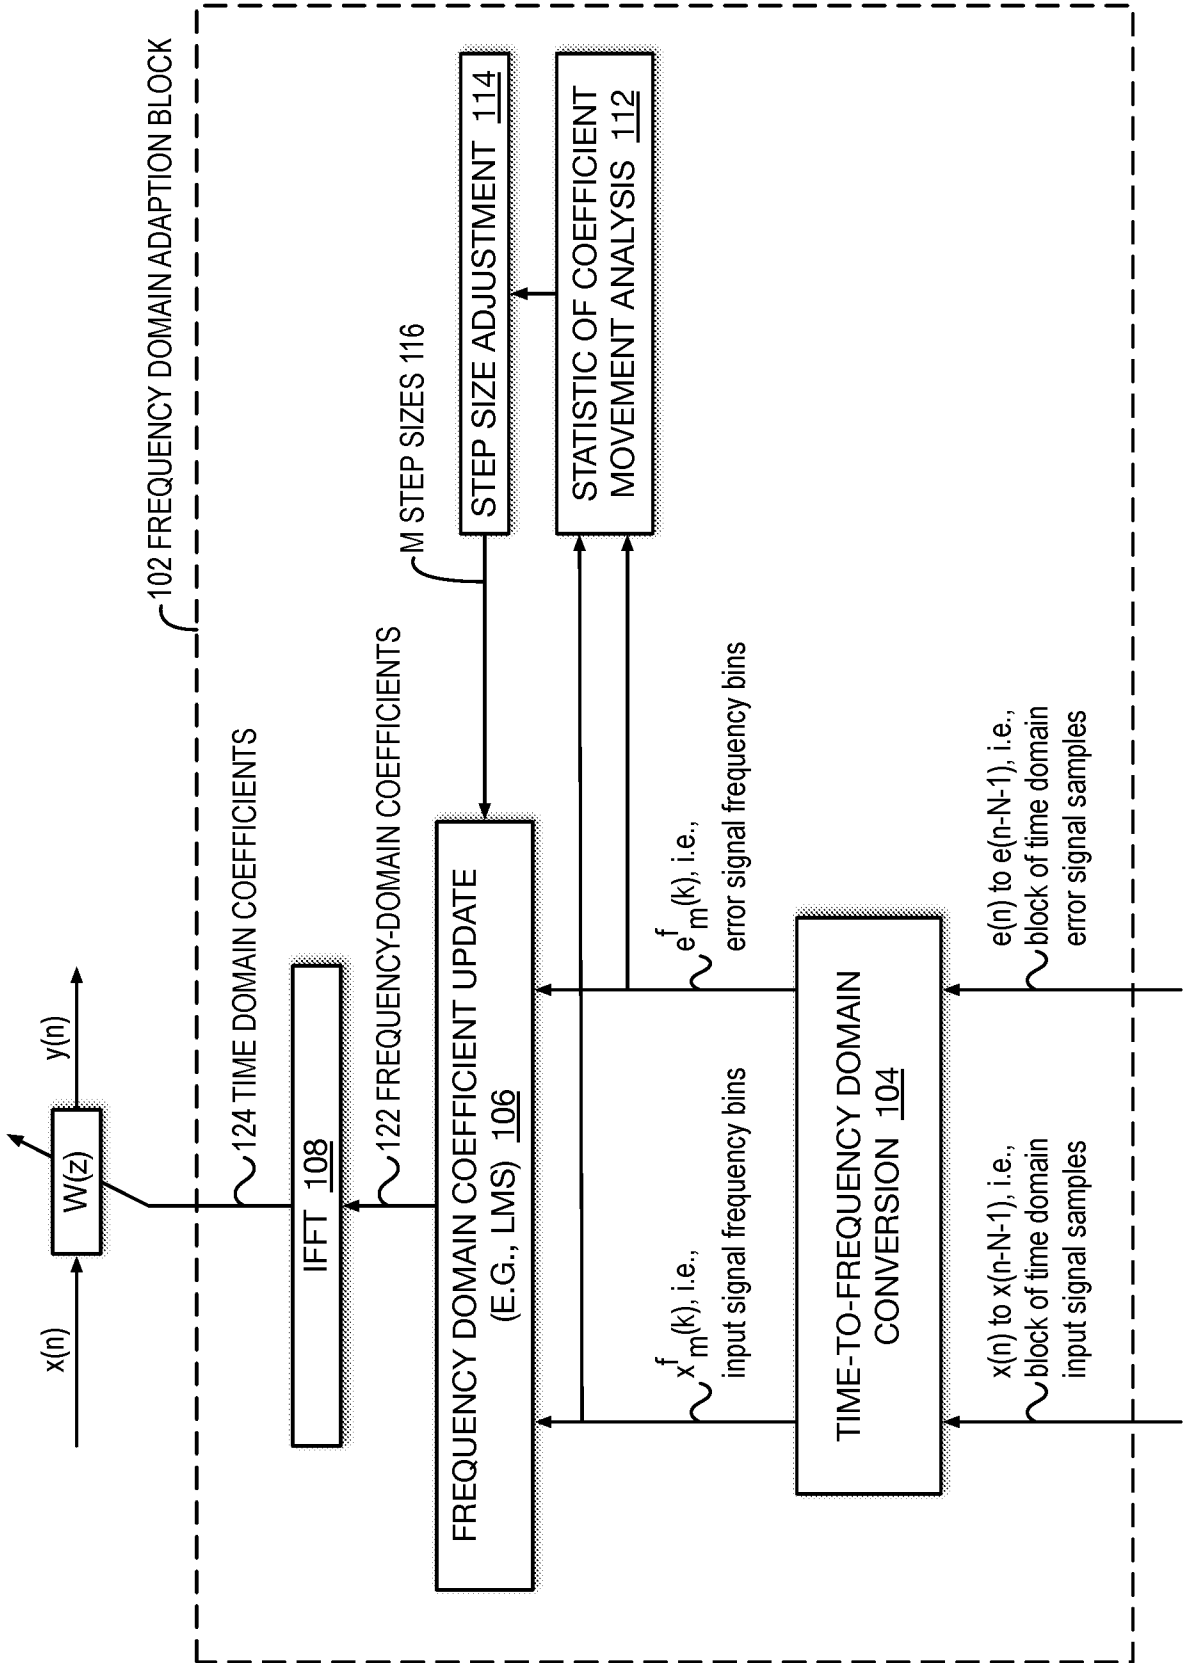 x(n)
W(z)
y(n)
102 FREQUENCY DOMAIN ADAPTION BLOCK
124 TIME DOMAIN COEFFICIENTS
IFFT 108
122 FREQUENCY-DOMAIN COEFFICIENTS
M STEP SIZES 116
FREQUENCY DOMAIN COEFFICIENT UPDATE
(E.G., LMS) 106
STEP SIZE ADJUSTMENT 114
STATISTIC OF COEFFICIENT
MOVEMENT ANALYSIS 112
x^f_m(k), i.e.,
input signal frequency bins
e^f_m(k), i.e.,
error signal frequency bins
TIME-TO-FREQUENCY DOMAIN
CONVERSION 104
x(n) to x(n-N-1), i.e.,
block of time domain
input signal samples
e(n) to e(n-N-1), i.e.
block of time domain
error signal samples